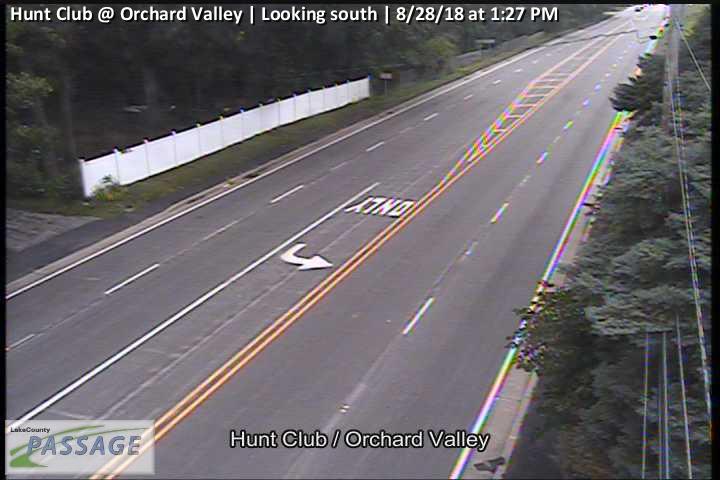 Hunt Club @ Orchard Valley | Looking south | 8/28/18 at 1:27 PM
ONLY
LakeCounty
PASSAGE
Hunt Club / Orchard Valley